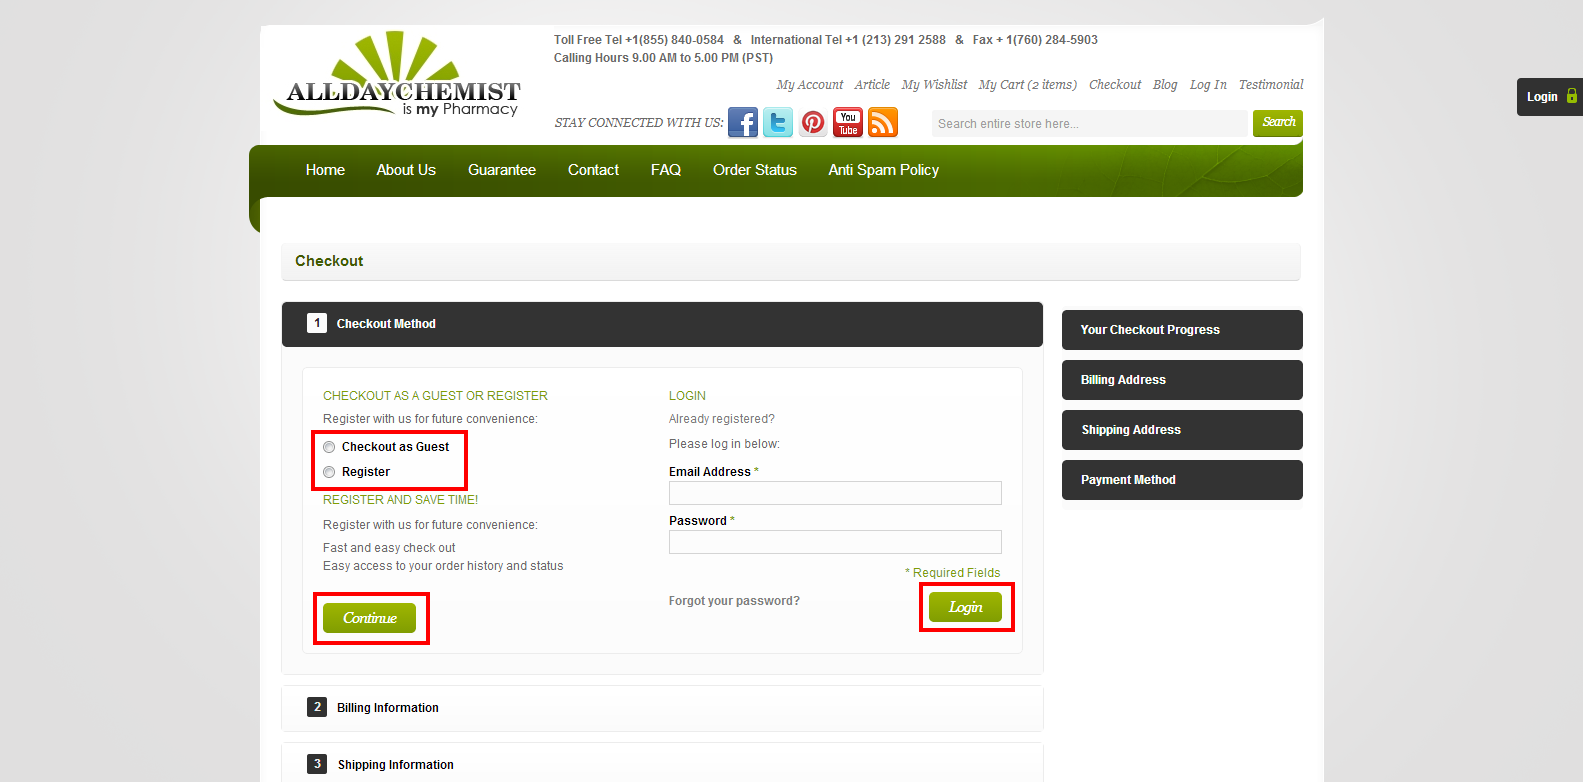 Toll Free Tel +1(855) 840-0584 & International Tel +1 (213) 291 2588 & Fax + 1(760) 284-5903
Calling Hours 9.00 AM to 5.00 PM (PST)
ALLDAYCHEMIST
is my Pharmacy
My Account Article My Wishlist My Cart (2 items) Checkout Blog Log In Testimonial
Login
STAY CONNECTED WITH US:
You
Tube
Search entire store here...
Search
Home About Us Guarantee Contact FAQ Order Status Anti Spam Policy
Checkout
1 Checkout Method
CHECKOUT AS A GUEST OR REGISTER
Register with us for future convenience:
Checkout as Guest
Register
REGISTER AND SAVE TIME!
Register with us for future convenience:
Fast and easy check out
Easy access to your order history and status
Continue
LOGIN
Already registered?
Please log in below:
Email Address *
Password *
* Required Fields
Forgot your password?
Login
2 Billing Information
3 Shipping Information
Your Checkout Progress
Billing Address
Shipping Address
Payment Method